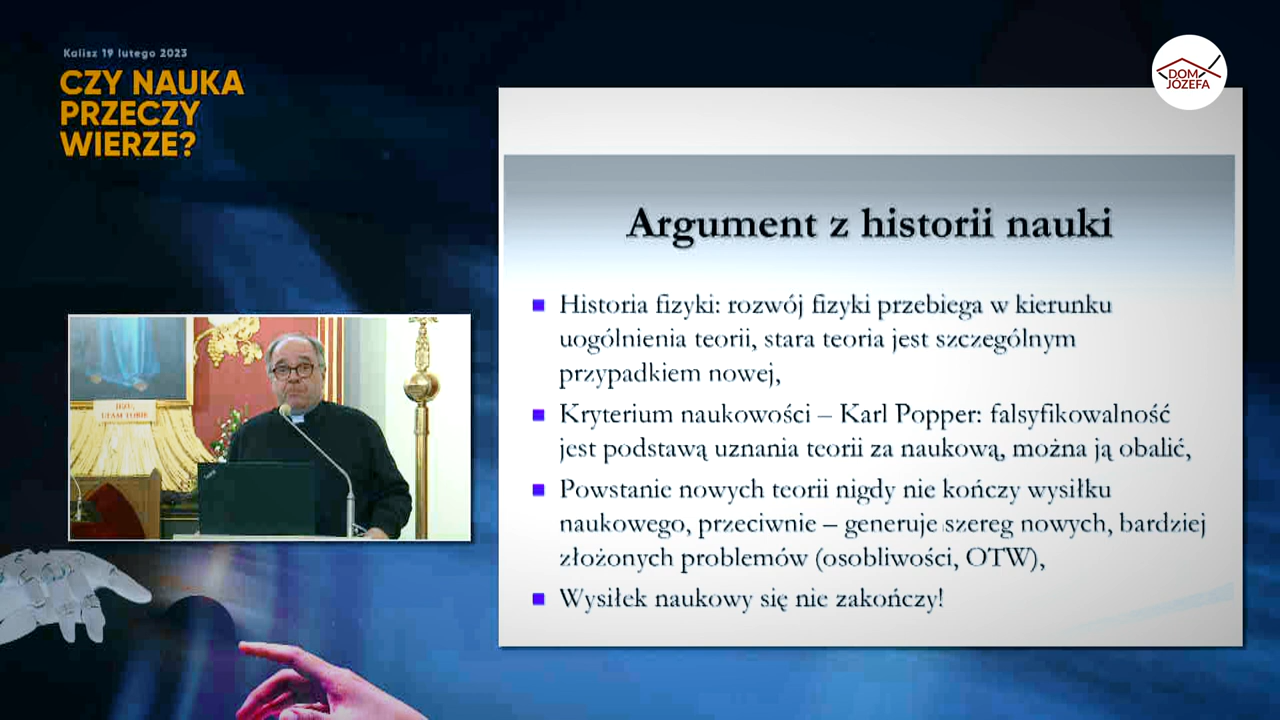 Kalisz 19 lutego 2023
CZY NAUKA
PRZECZY
WIERZE?
DOM
JÓZEFA
Argument z historii nauki
Historia fizyki: rozwój fizyki przebiega w kierunku
uogólnienia teorii, stara teoria jest szczególnym
przypadkiem nowej,
Kryterium naukowości – Karl Popper: falsyfikowalność
jest podstawą uznania teorii za naukową, można ją obalić,
Powstanie nowych teorii nigdy nie kończy wysiłku
naukowego, przeciwnie – generuje szereg nowych, bardziej
złożonych problemów (osobliwości, OTW),
Wysiłek naukowy się nie zakończy!
JEZU,
UFAM TOBIE